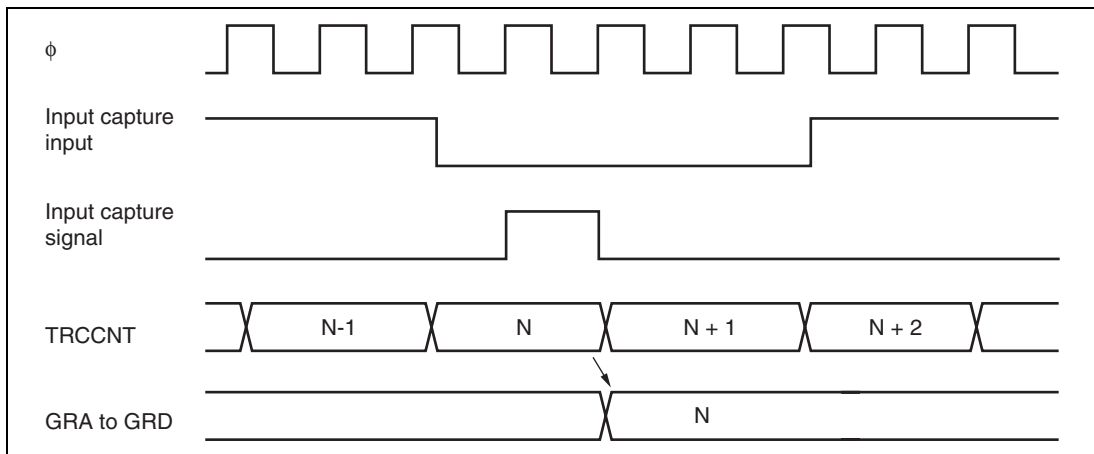 ϕ
Input capture
input
Input capture
signal
TRCCNT
N-1
N
N + 1
N + 2
GRA to GRD
N